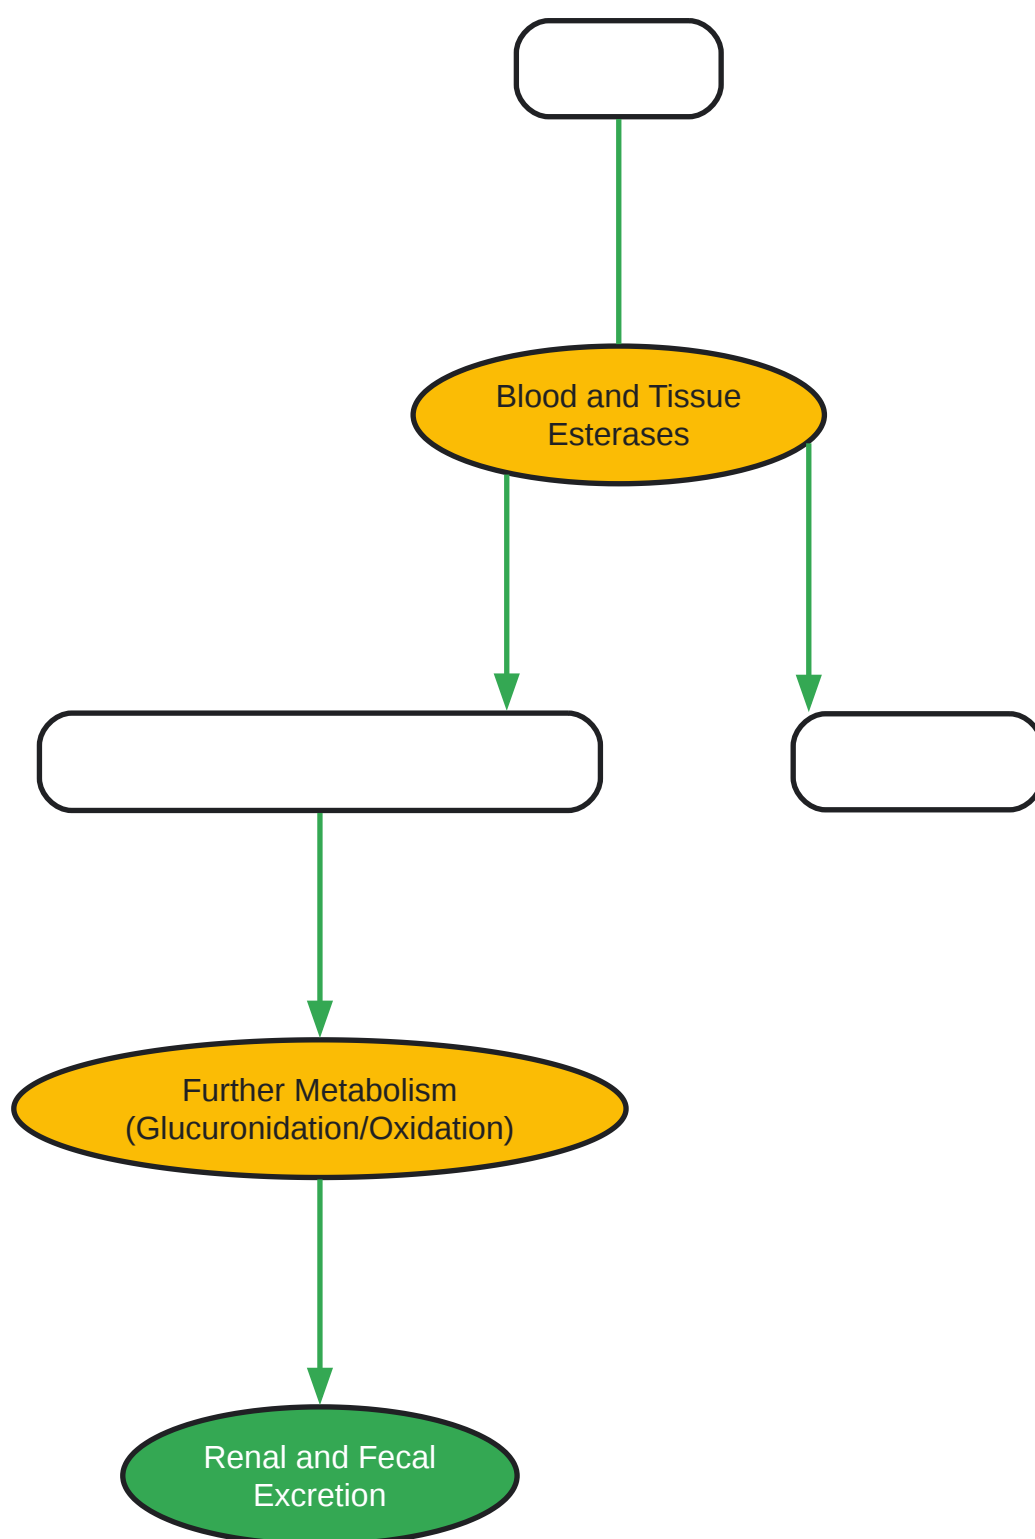 Blood and Tissue
Esterases
Further Metabolism
(Glucuronidation/Oxidation)
Renal and Fecal
Excretion